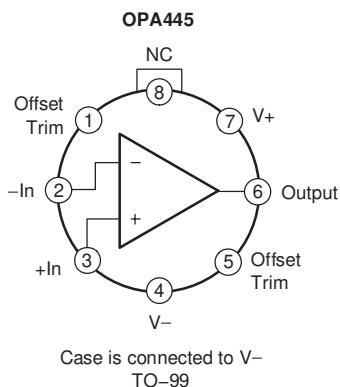 OPA445
NC
8
Offset
Trim
1
7
V+
−In
2
−
6
Output
+
+In
3
5
Offset
Trim
4
V−
Case is connected to V−
TO−99